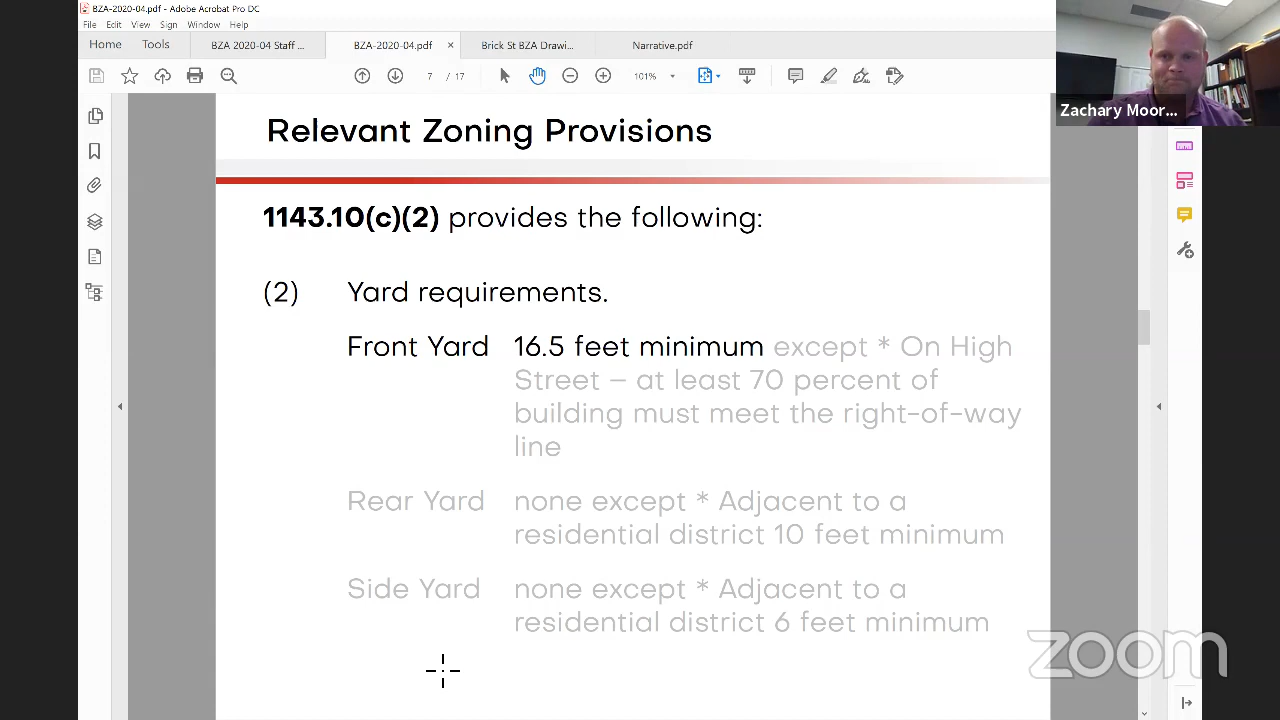 BZA-2020-04.pdf - Adobe Acrobat Pro DC
File Edit View Sign Window Help
Home Tools BZA 2020-04 Staff ... BZA-2020-04.pdf × Brick St BZA Drawi... Narrative.pdf
7 / 17 101%
Zachary Moor...
Relevant Zoning Provisions
1143.10(c)(2) provides the following:
(2) Yard requirements.
Front Yard 16.5 feet minimum except * On High
Street – at least 70 percent of
building must meet the right-of-way
line
Rear Yard none except * Adjacent to a
residential district 10 feet minimum
Side Yard none except * Adjacent to a
residential district 6 feet minimum
zoom